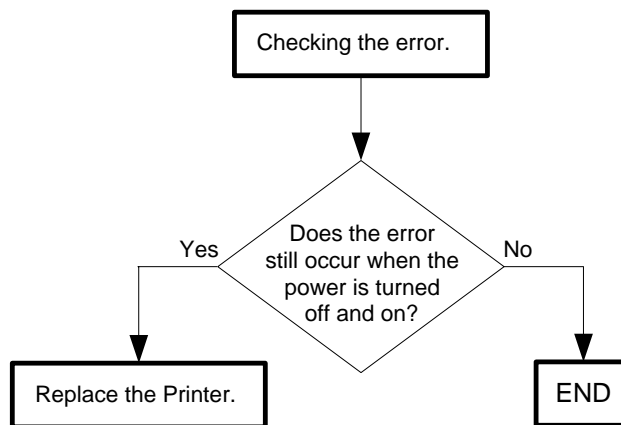 Checking the error.
Does the error
still occur when the
power is turned
off and on?
Yes
No
Replace the Printer.
END